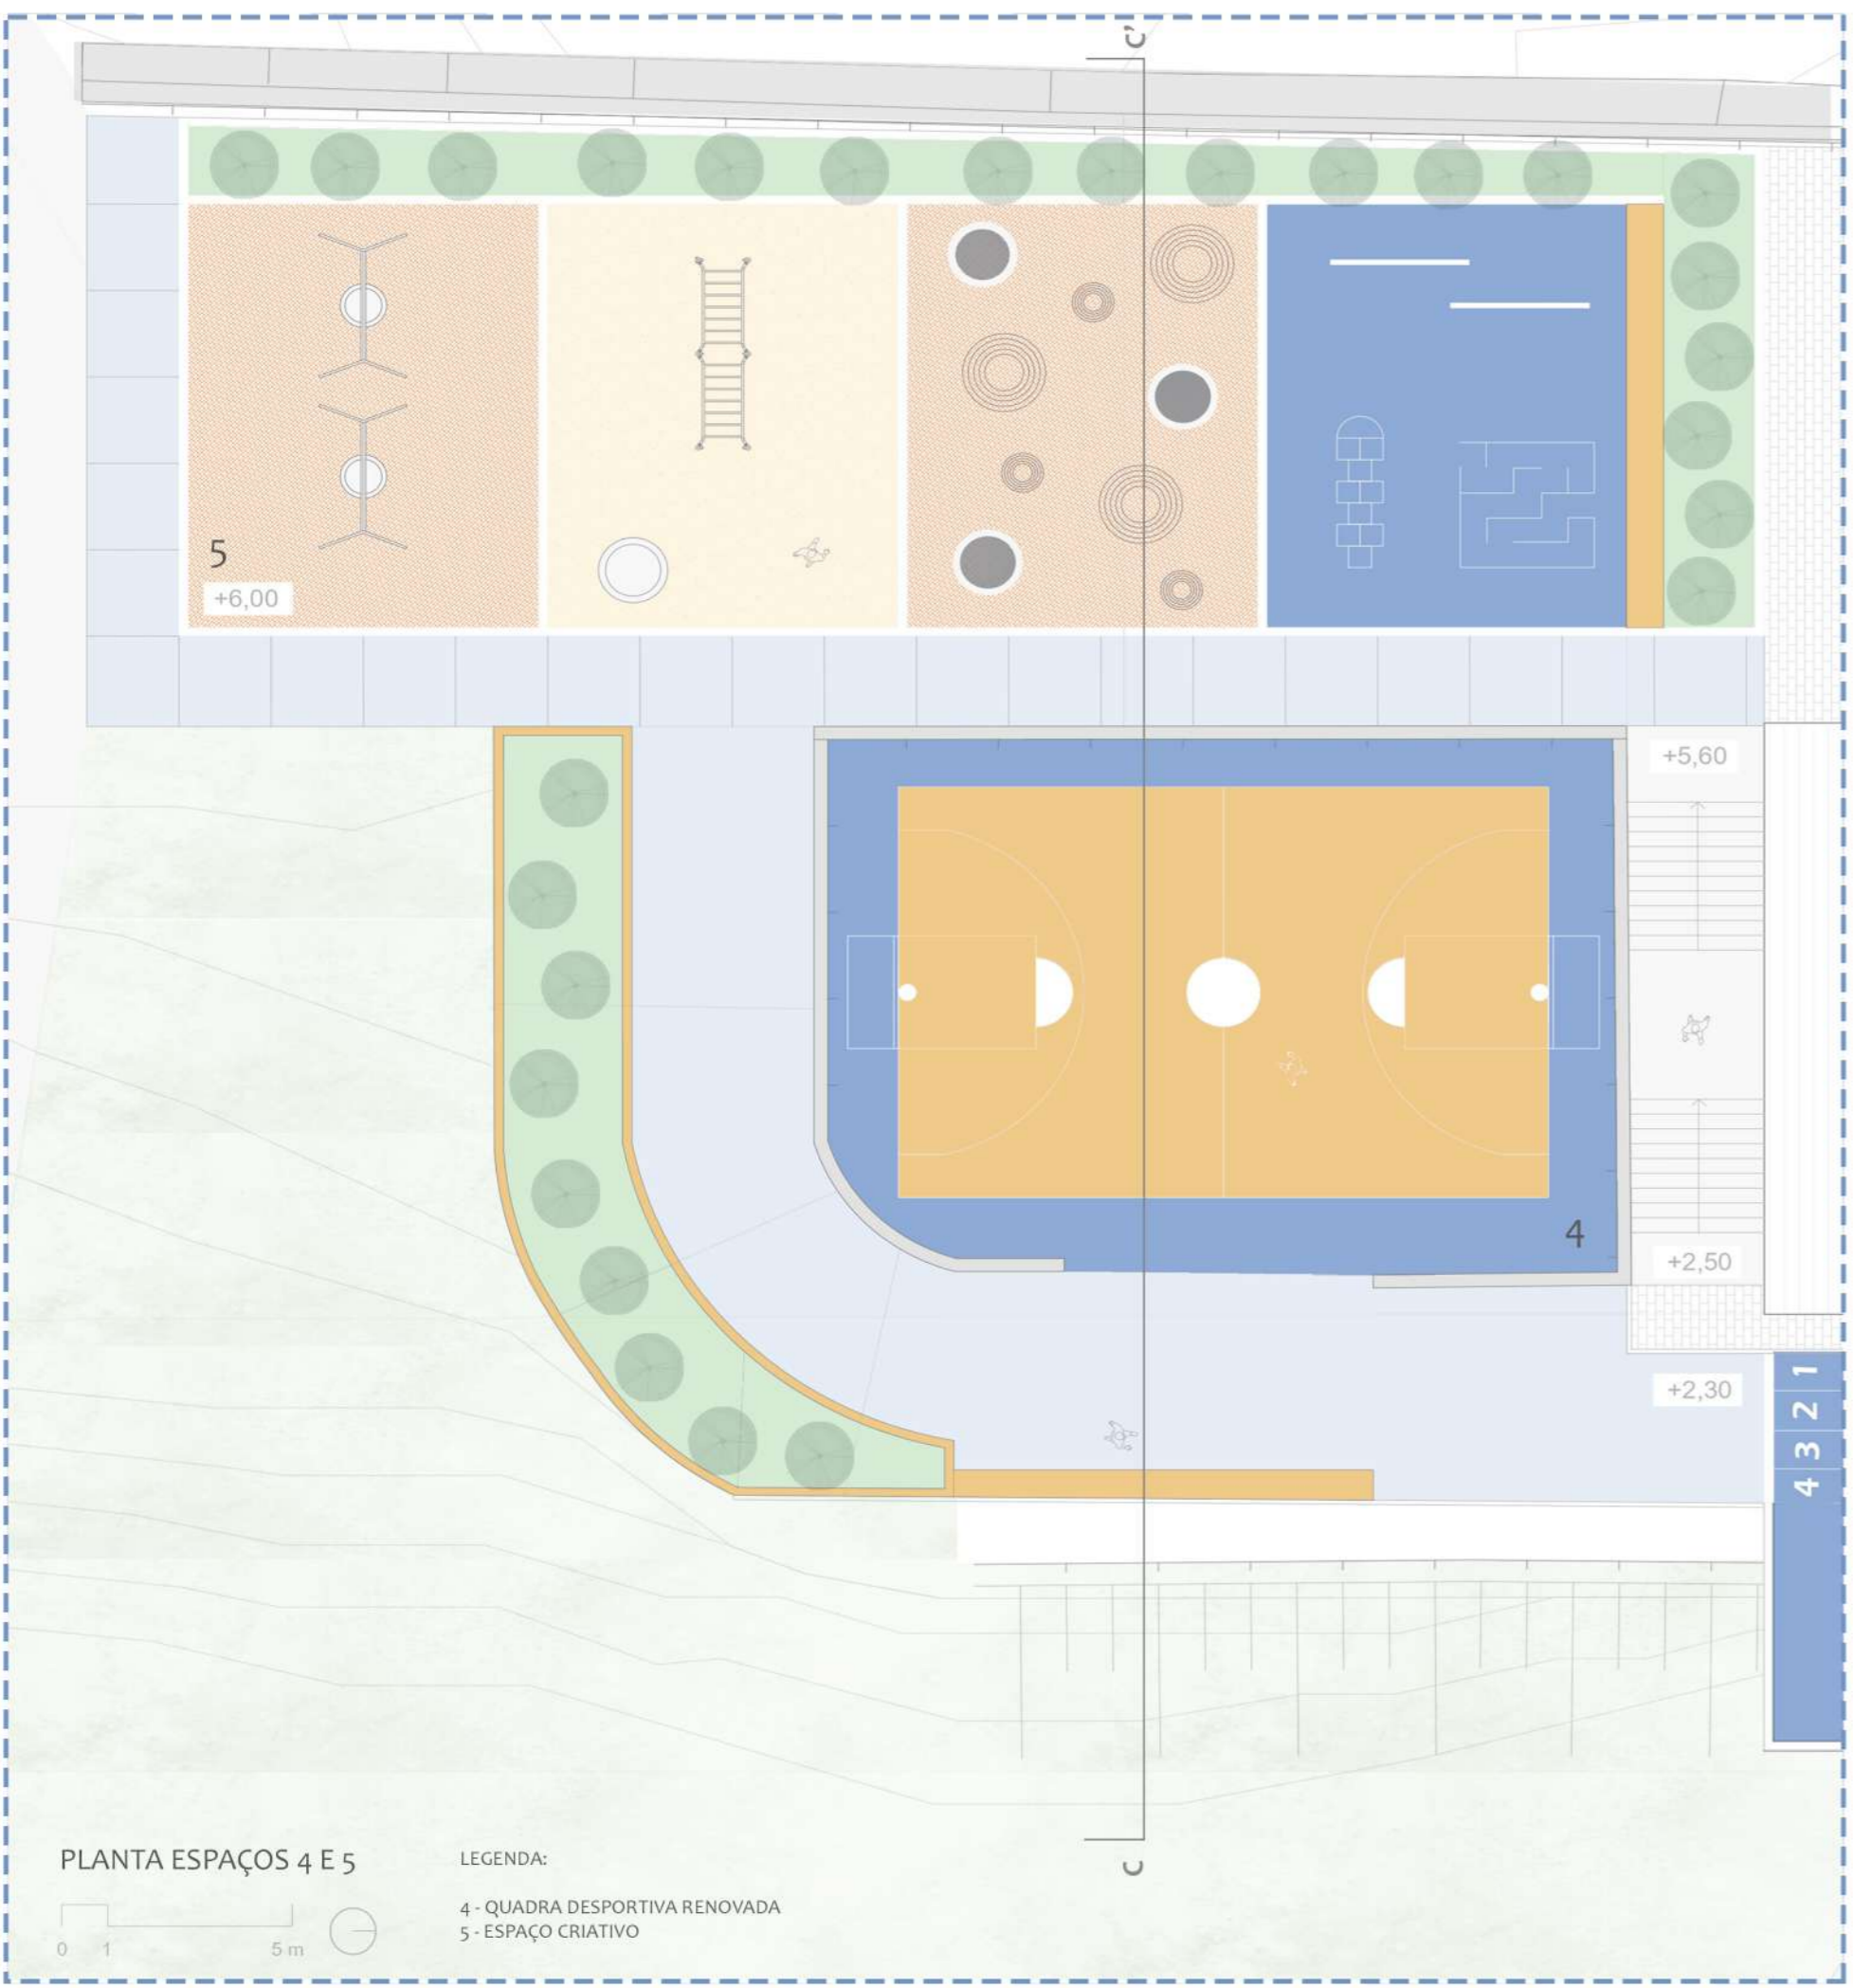 C'
5
+6,00
+5,60
4
+2,50
+2,30
1
2
3
4
C
PLANTA ESPAÇOS 4 E 5
LEGENDA:
4 - QUADRA DESPORTIVA RENOVADA
5 - ESPAÇO CRIATIVO
0 1 5 m